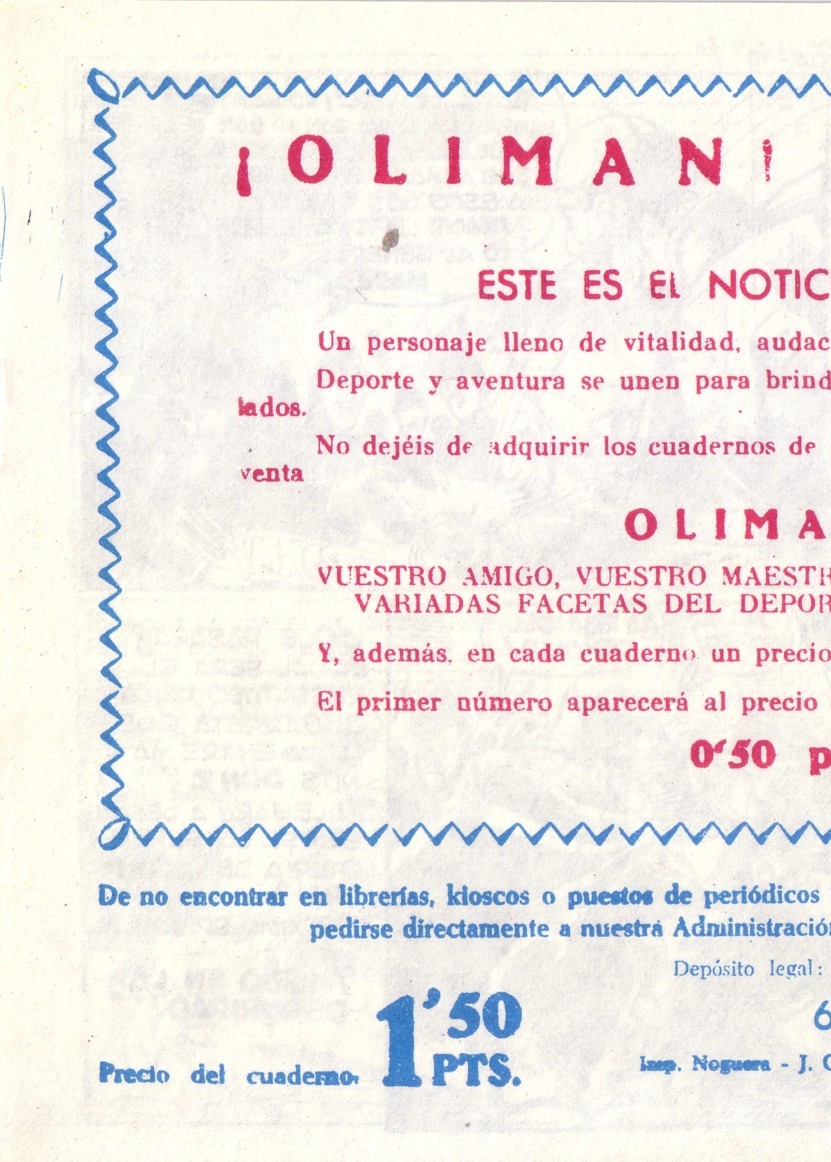 ¡OLIMAN!
ESTE ES EL NOTIC
Un personaje lleno de vitalidad, audac
Deporte y aventura se unen para brind
lados.
No dejéis de adquirir los cuadernos de
venta
OLIMA
VUESTRO AMIGO, VUESTRO MAESTR
VARIADAS FACETAS DEL DEPOR
Y, además. en cada cuaderno un precio
El primer número aparecerá al precio
0'50 p
De no encontrar en librerías, kioscos o puestos de periódicos
pedirse directamente a nuestra Administración
Depósito legal:
1'50
PTS.
6
Precio del cuaderno.
Imp. Noguera - J. C